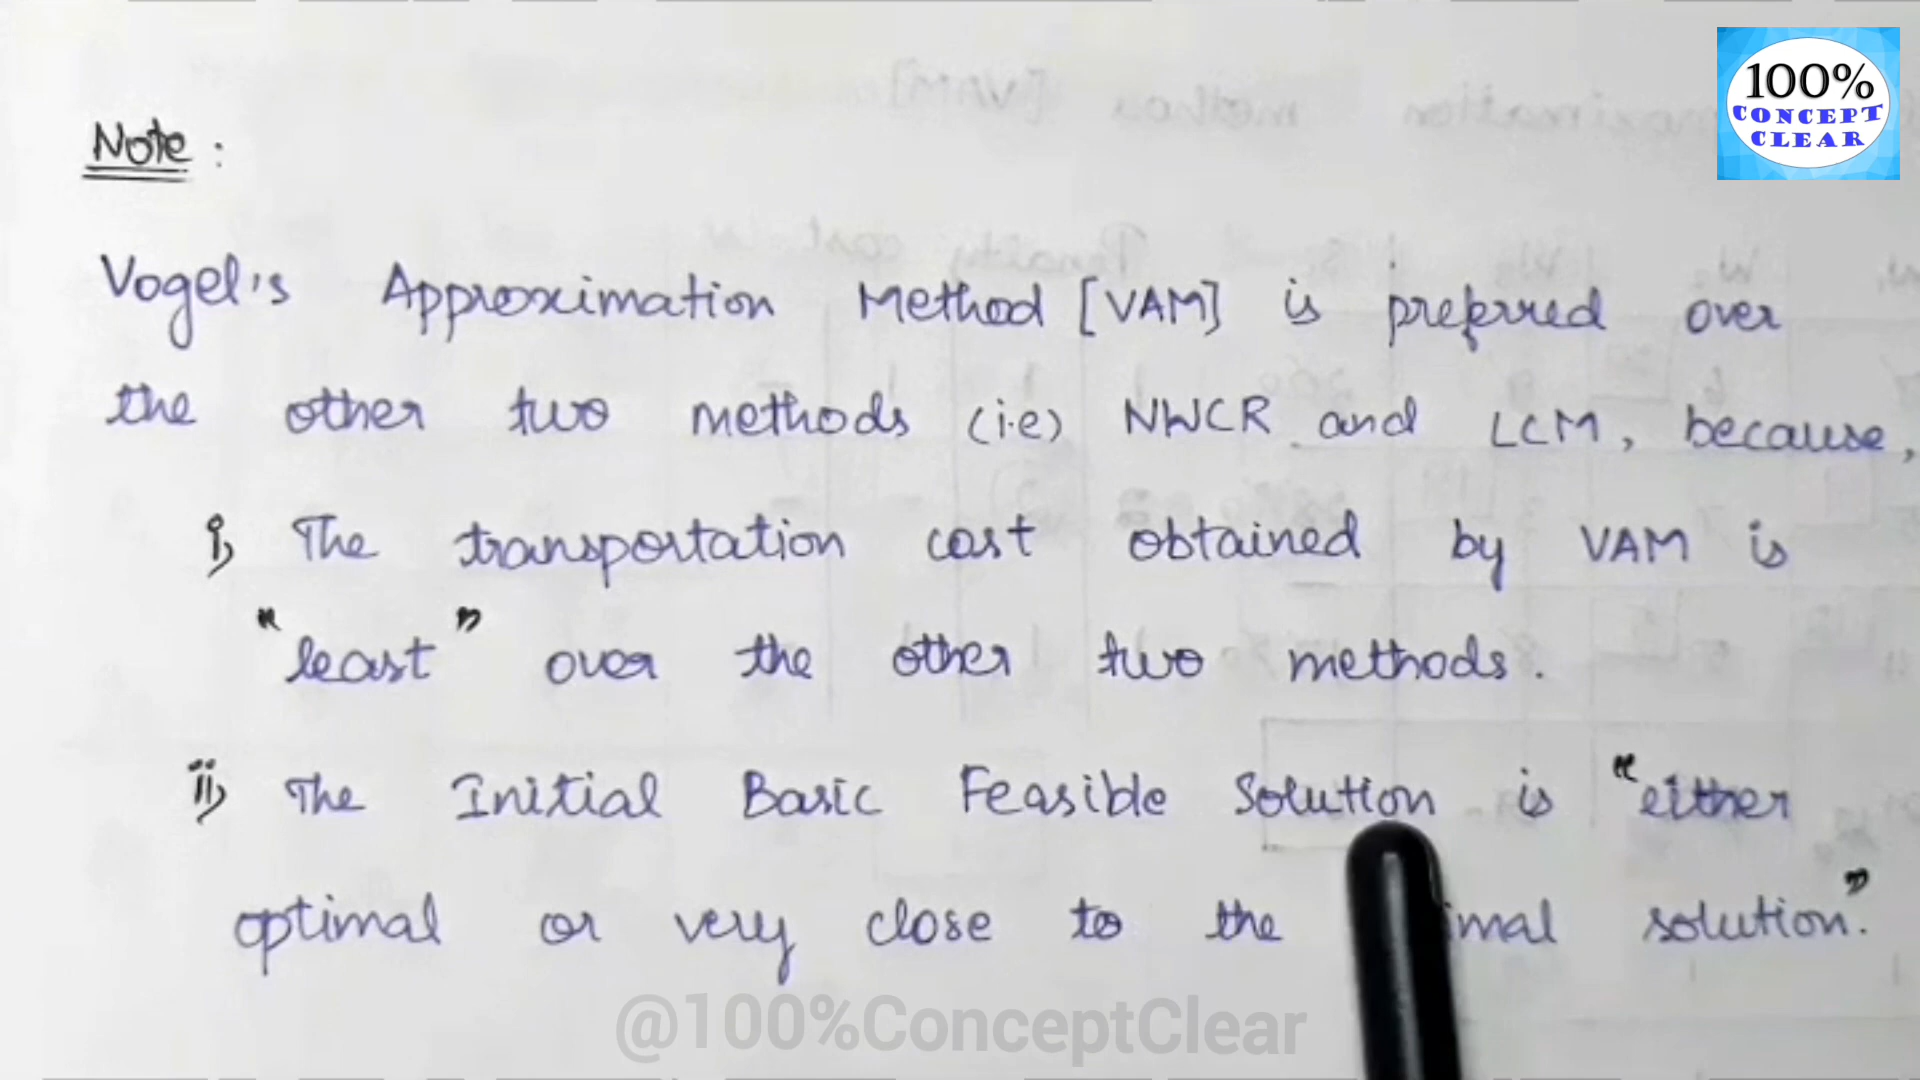 100%
CONCEPT
CLEAR
Note :
Vogel's Approximation Method [VAM] is preferred over
the other two methods (i.e) NWCR and LCM, because,
i) The transportation cost obtained by VAM is
"least" over the other two methods.
ii) The Initial Basic Feasible Solution is "either
optimal or very close to the imal solution".
@100%ConceptClear